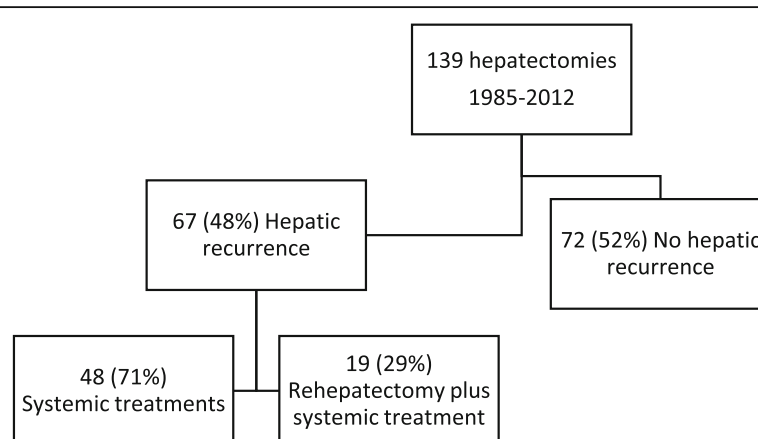 139 hepatectomies
1985-2012
67 (48%) Hepatic
recurrence
72 (52%) No hepatic
recurrence
48 (71%)
Systemic treatments
19 (29%)
Rehepatectomy plus
systemic treatment